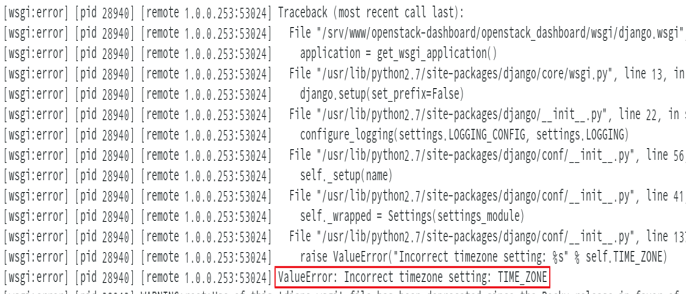 [wsgi:error] [pid 28940] [remote 1.0.0.253:53024] Traceback (most recent call last):
[wsgi:error] [pid 28940] [remote 1.0.0.253:53024]   File "/srv/www/openstack-dashboard/openstack_dashboard/wsgi/django.wsgi"
[wsgi:error] [pid 28940] [remote 1.0.0.253:53024]     application = get_wsgi_application()
[wsgi:error] [pid 28940] [remote 1.0.0.253:53024]   File "/usr/lib/python2.7/site-packages/django/core/wsgi.py", line 13, in
[wsgi:error] [pid 28940] [remote 1.0.0.253:53024]     django.setup(set_prefix=False)
[wsgi:error] [pid 28940] [remote 1.0.0.253:53024]   File "/usr/lib/python2.7/site-packages/django/__init__.py", line 22, in
[wsgi:error] [pid 28940] [remote 1.0.0.253:53024]     configure_logging(settings.LOGGING_CONFIG, settings.LOGGING)
[wsgi:error] [pid 28940] [remote 1.0.0.253:53024]   File "/usr/lib/python2.7/site-packages/django/conf/__init__.py", line 56
[wsgi:error] [pid 28940] [remote 1.0.0.253:53024]     self._setup(name)
[wsgi:error] [pid 28940] [remote 1.0.0.253:53024]   File "/usr/lib/python2.7/site-packages/django/conf/__init__.py", line 41
[wsgi:error] [pid 28940] [remote 1.0.0.253:53024]     self._wrapped = Settings(settings_module)
[wsgi:error] [pid 28940] [remote 1.0.0.253:53024]   File "/usr/lib/python2.7/site-packages/django/conf/__init__.py", line 137
[wsgi:error] [pid 28940] [remote 1.0.0.253:53024]     raise ValueError("Incorrect timezone setting: %s" % self.TIME_ZONE)
[wsgi:error] [pid 28940] [remote 1.0.0.253:53024] ValueError: Incorrect timezone setting: TIME_ZONE